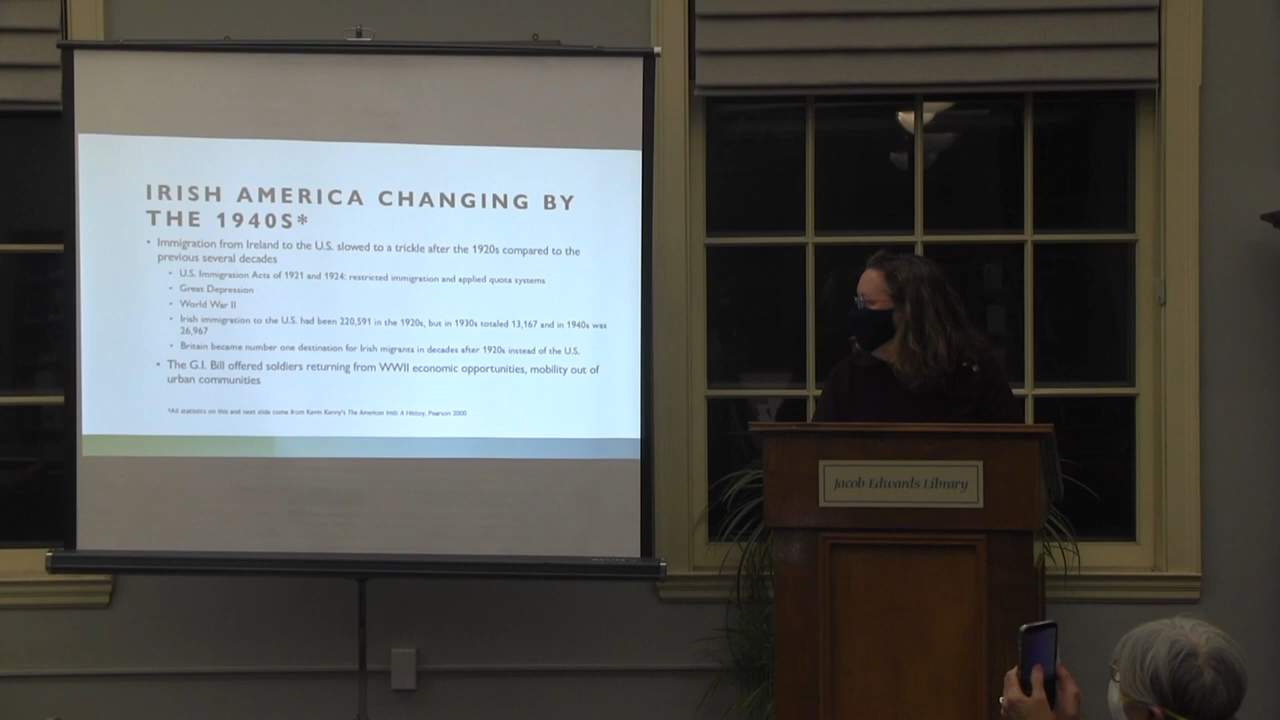 IRISH AMERICA CHANGING BY
THE 1940S*
• Immigration from Ireland to the U.S. slowed to a trickle after the 1920s compared to the
previous several decades
• U.S. Immigration Acts of 1921 and 1924: restricted immigration and applied quota systems
• Great Depression
• World War II
• Irish immigration to the U.S. had been 220,591 in the 1920s, but in 1930s totaled 13,167 and in 1940s was
26,967
• Britain became number one destination for Irish migrants in decades after 1920s instead of the U.S.
• The G.I. Bill offered soldiers returning from WWII economic opportunities, mobility out of
urban communities
*All statistics on this and next slide come from Kevin Kenny's The American Irish: A History, Pearson 2000
Jacob Edwards Library